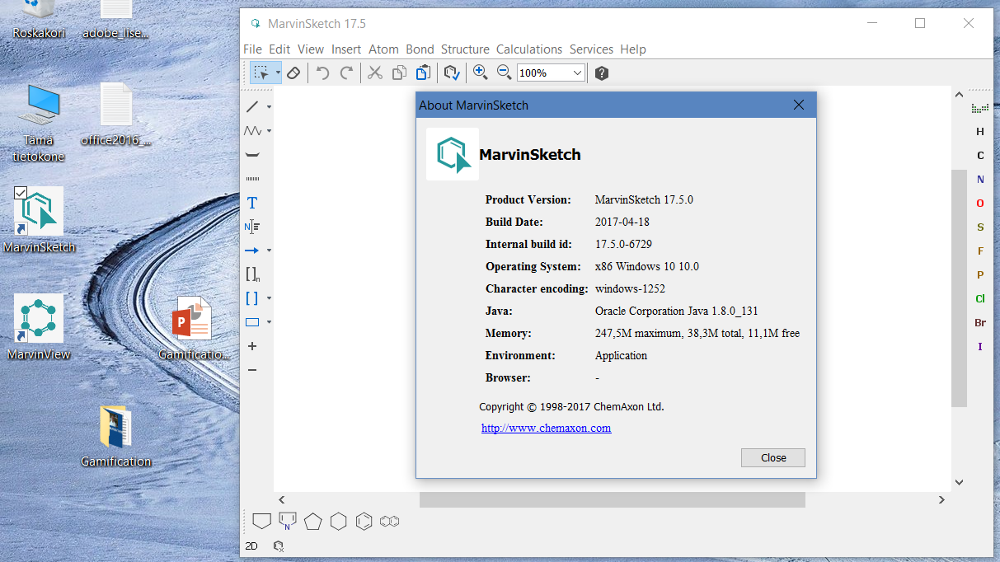 Roskakori
adobe_lise...
Tämä
tietokone
office2016_...
MarvinSketch
MarvinView
Gamificatio...
Gamification
MarvinSketch 17.5
File Edit View Insert Atom Bond Structure Calculations Services Help
100%
About MarvinSketch
MarvinSketch
Product Version: MarvinSketch 17.5.0
Build Date: 2017-04-18
Internal build id: 17.5.0-6729
Operating System: x86 Windows 10 10.0
Character encoding: windows-1252
Java: Oracle Corporation Java 1.8.0_131
Memory: 247,5M maximum, 38,3M total, 11,1M free
Environment: Application
Browser: -
Copyright © 1998-2017 ChemAxon Ltd.
http://www.chemaxon.com
Close
T
N
[ ]n
[ ]
H
C
N
O
S
F
P
Cl
Br
I
N
2D
P